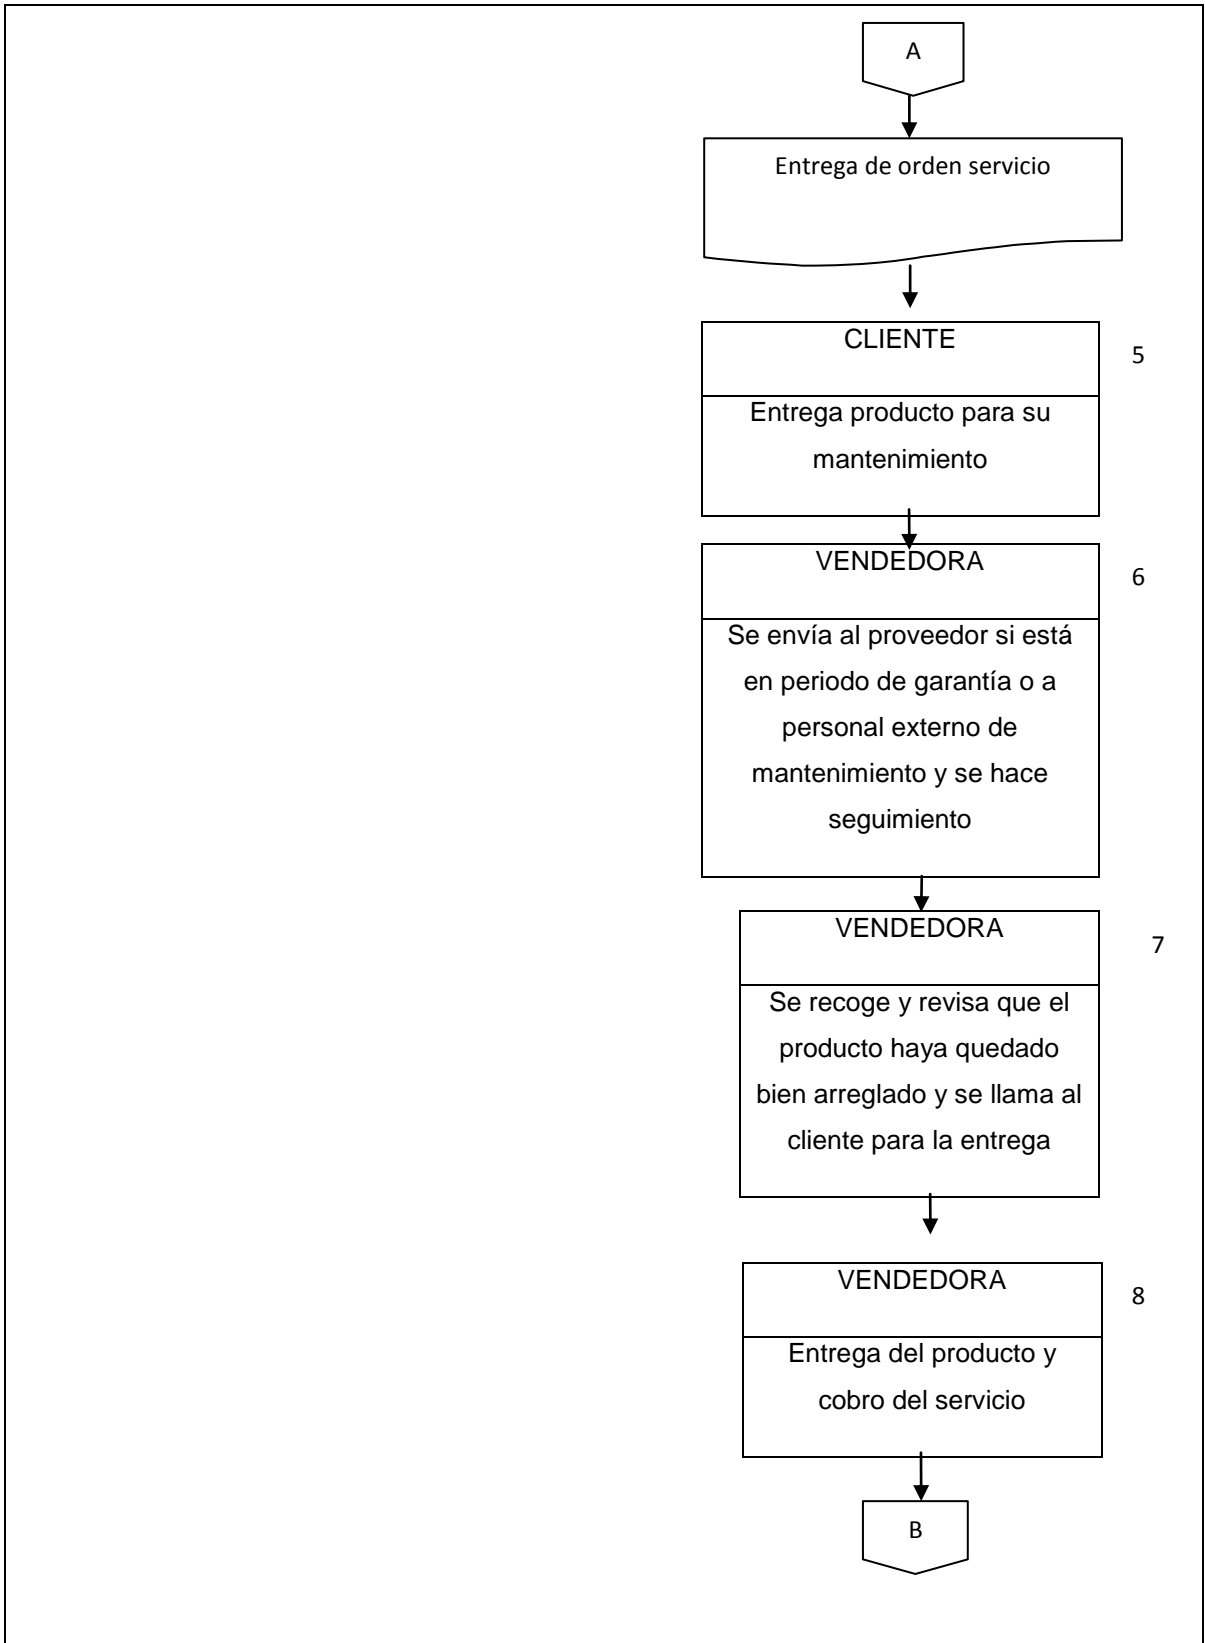 A
Entrega de orden servicio
CLIENTE
5
Entrega producto para su
mantenimiento
VENDEDORA
6
Se envía al proveedor si está
en periodo de garantía o a
personal externo de
mantenimiento y se hace
seguimiento
VENDEDORA
7
Se recoge y revisa que el
producto haya quedado
bien arreglado y se llama al
cliente para la entrega
VENDEDORA
8
Entrega del producto y
cobro del servicio
B